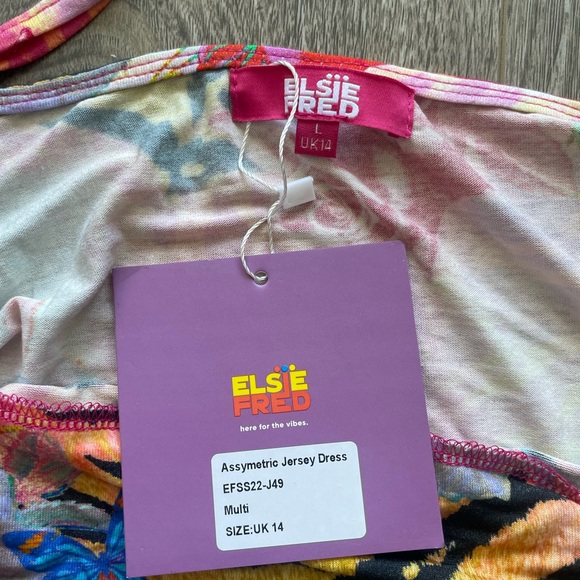 ELSIE
FRED
L
UK14
ELSIE
FRED
here for the vibes.
Assymetric Jersey Dress
EFSS22-J49
Multi
SIZE:UK 14